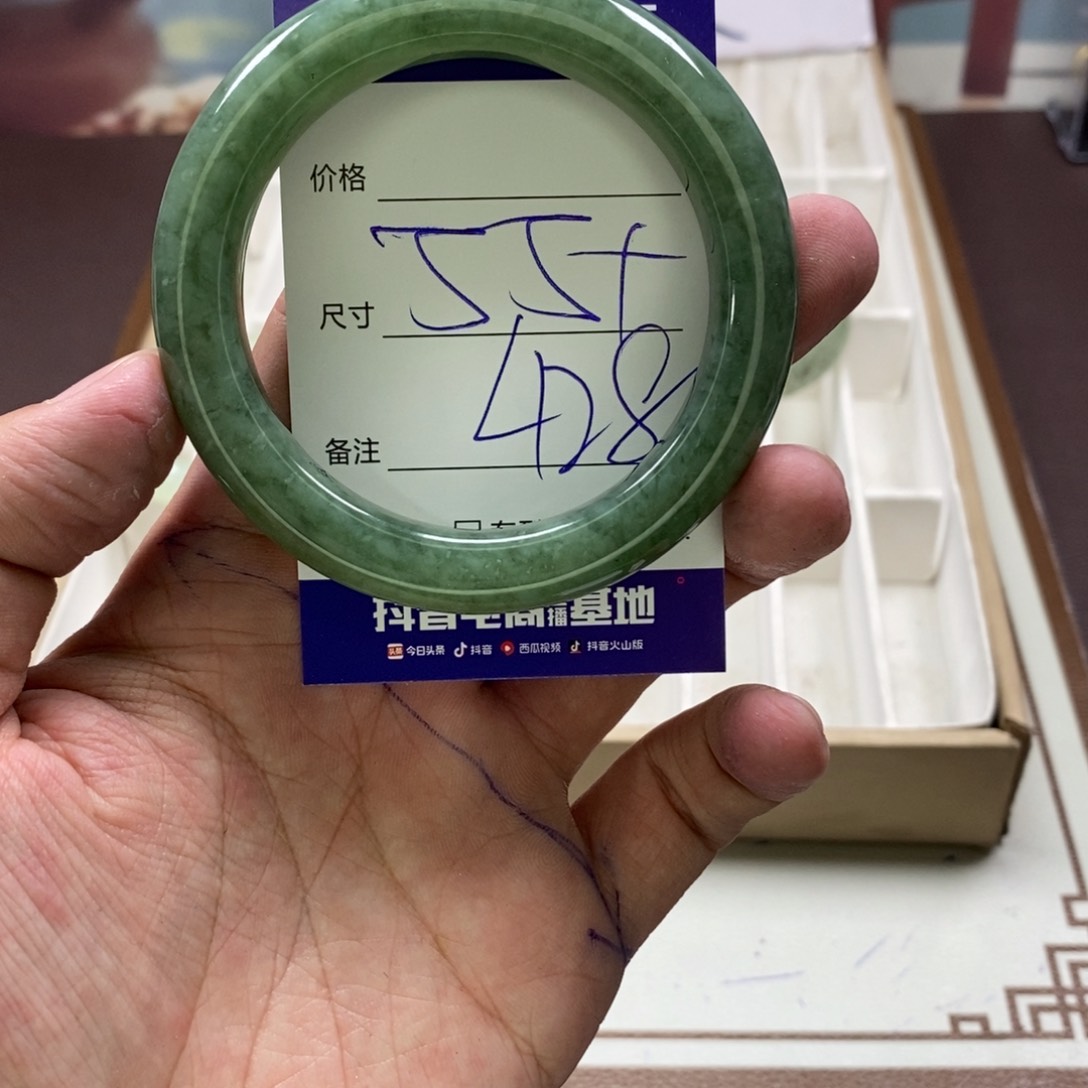 价格
55+
尺寸
428
备注
抖音电商直播基地
今日头条 抖音 西瓜视频 抖音火山版